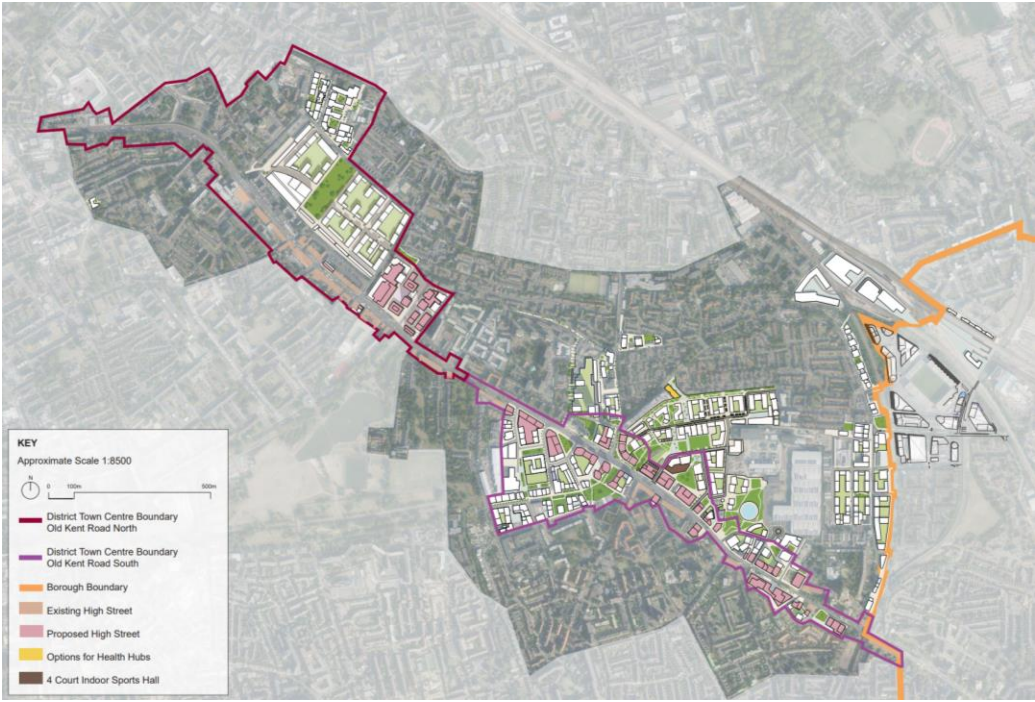 KEY
Approximate Scale 1:8500
N
0 100m 500m
District Town Centre Boundary
Old Kent Road North
District Town Centre Boundary
Old Kent Road South
Borough Boundary
Existing High Street
Proposed High Street
Options for Health Hubs
4 Court Indoor Sports Hall